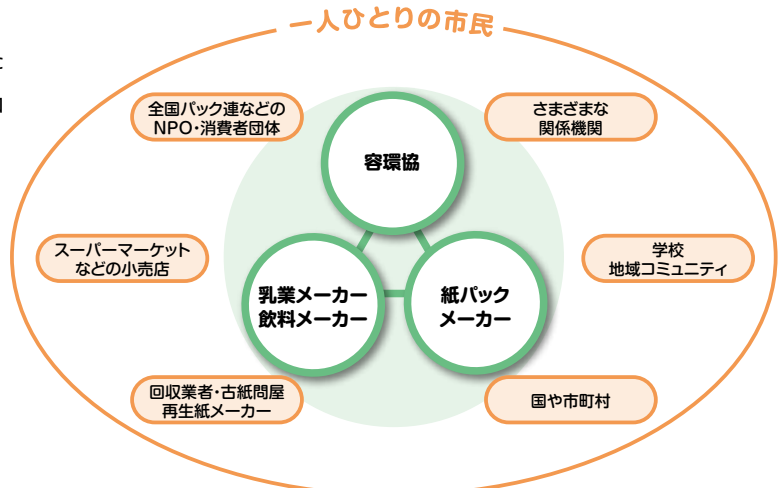 一人ひとりの市民
全国パック連などの
NPO・消費者団体
さまざまな
関係機関
容環協
スーパーマーケット
などの小売店
学校
地域コミュニティ
乳業メーカー
飲料メーカー
紙パック
メーカー
回収業者・古紙問屋
再生紙メーカー
国や市町村